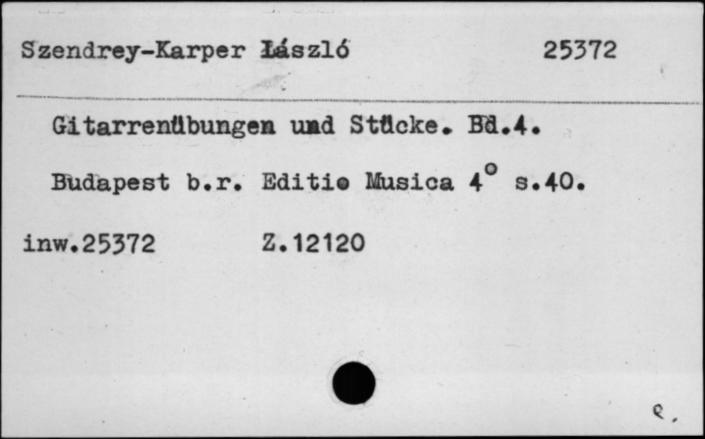 Szendrey-Karper László 25372
Gitarrenübungen und Stücke. Bd.4.
Budapest b.r. Editio Musica 4° s.40.
inw.25372 Z.12120
e.